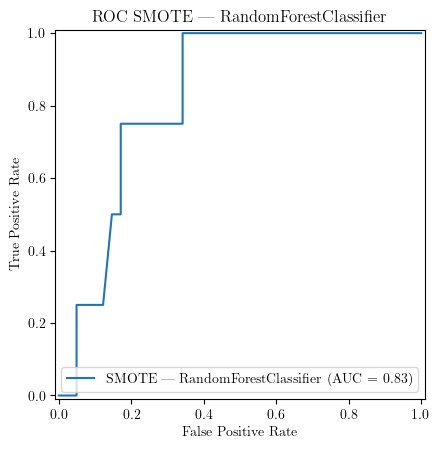 ROC SMOTE — RandomForestClassifier
1.0
0.8
0.6
0.4
0.2
0.0
True Positive Rate
SMOTE — RandomForestClassifier (AUC = 0.83)
0.0 0.2 0.4 0.6 0.8 1.0
False Positive Rate